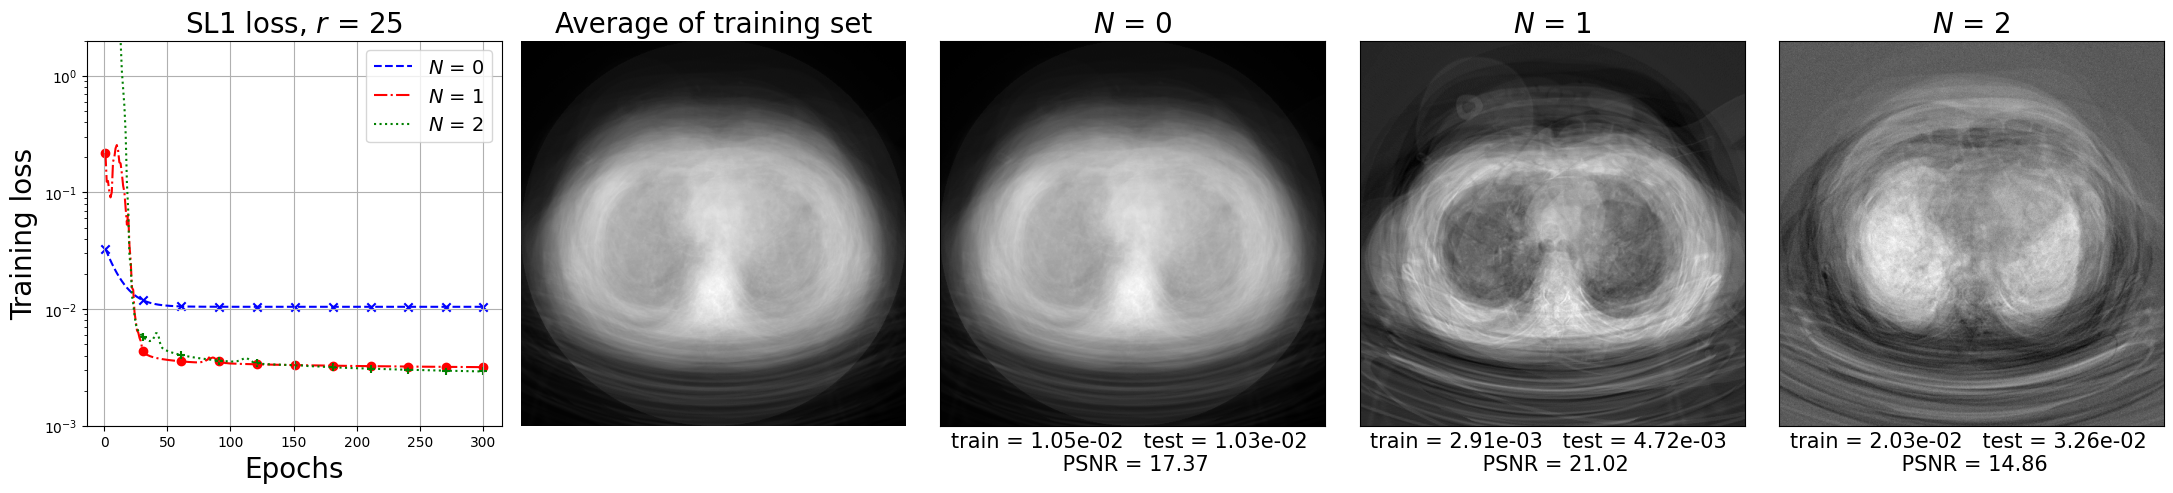 SL1 loss, r = 25
Training loss
10⁰
10⁻¹
10⁻²
10⁻³
0 50 100 150 200 250 300
Epochs
N = 0
N = 1
N = 2
Average of training set
N = 0
train = 1.05e-02 test = 1.03e-02
PSNR = 17.37
N = 1
train = 2.91e-03 test = 4.72e-03
PSNR = 21.02
N = 2
train = 2.03e-02 test = 3.26e-02
PSNR = 14.86